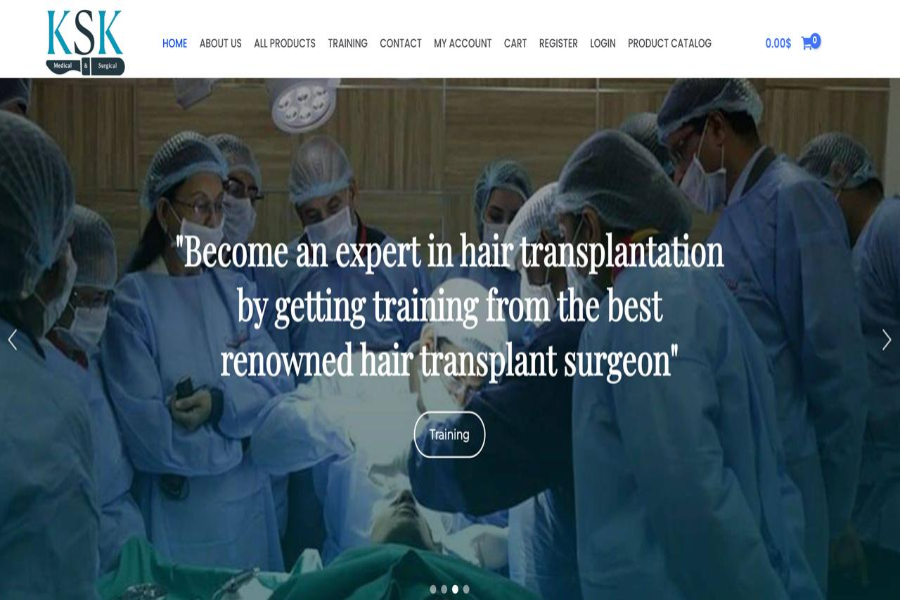 KSK
Medical & Surgical
HOME ABOUT US ALL PRODUCTS TRAINING CONTACT MY ACCOUNT CART REGISTER LOGIN PRODUCT CATALOG 0.00$ 0
"Become an expert in hair transplantation
by getting training from the best
renowned hair transplant surgeon"
Training